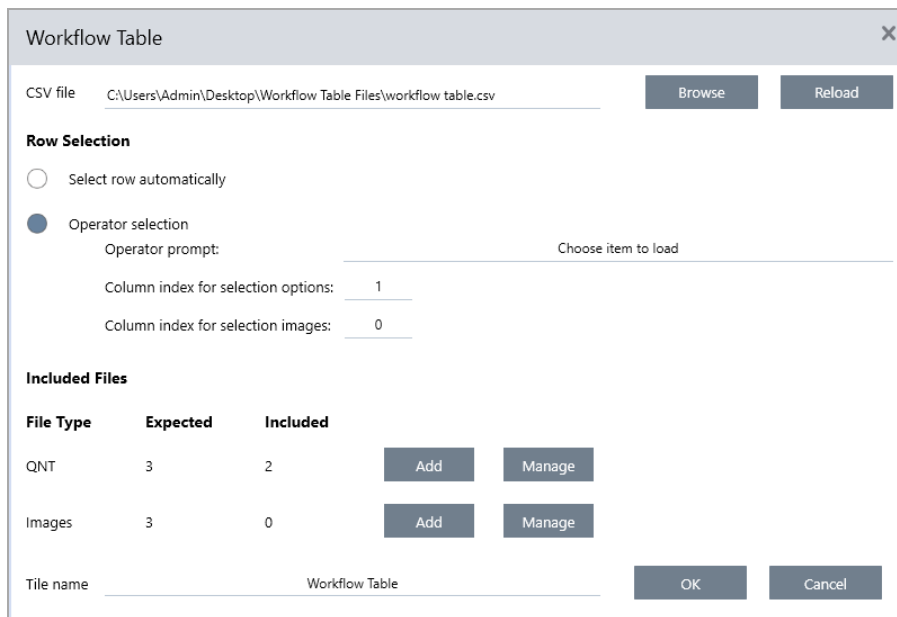 Workflow Table
CSV file C:\Users\Admin\Desktop\Workflow Table Files\workflow table.csv Browse Reload
Row Selection
Select row automatically
Operator selection
Operator prompt: Choose item to load
Column index for selection options: 1
Column index for selection images: 0
Included Files
File Type Expected Included
QNT 3 2 Add Manage
Images 3 0 Add Manage
Tile name Workflow Table OK Cancel